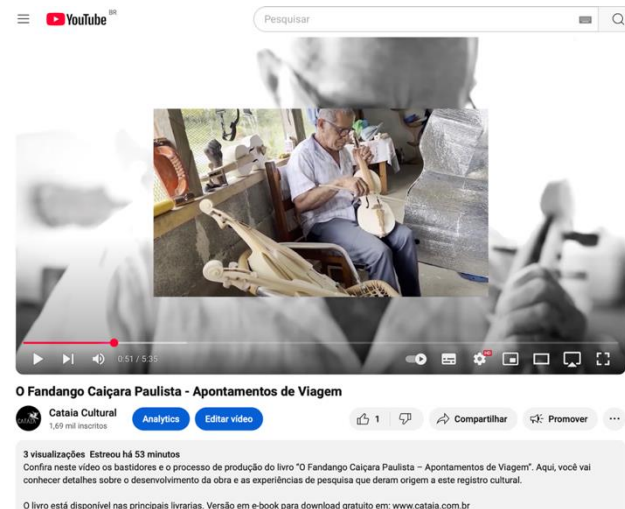 YouTube BR
Pesquisar
0:51 / 5:35
HD
O Fandango Caiçara Paulista - Apontamentos de Viagem
CATAIA
Cataia Cultural
1,69 mil inscritos
Analytics
Editar vídeo
1
Compartilhar
Promover
3 visualizações Estreou há 53 minutos
Confira neste vídeo os bastidores e o processo de produção do livro “O Fandango Caiçara Paulista – Apontamentos de Viagem”. Aqui, você vai
conhecer detalhes sobre o desenvolvimento da obra e as experiências de pesquisa que deram origem a este registro cultural.
O livro está disponível nas principais livrarias. Versão em e-book para download gratuito em: www.cataia.com.br